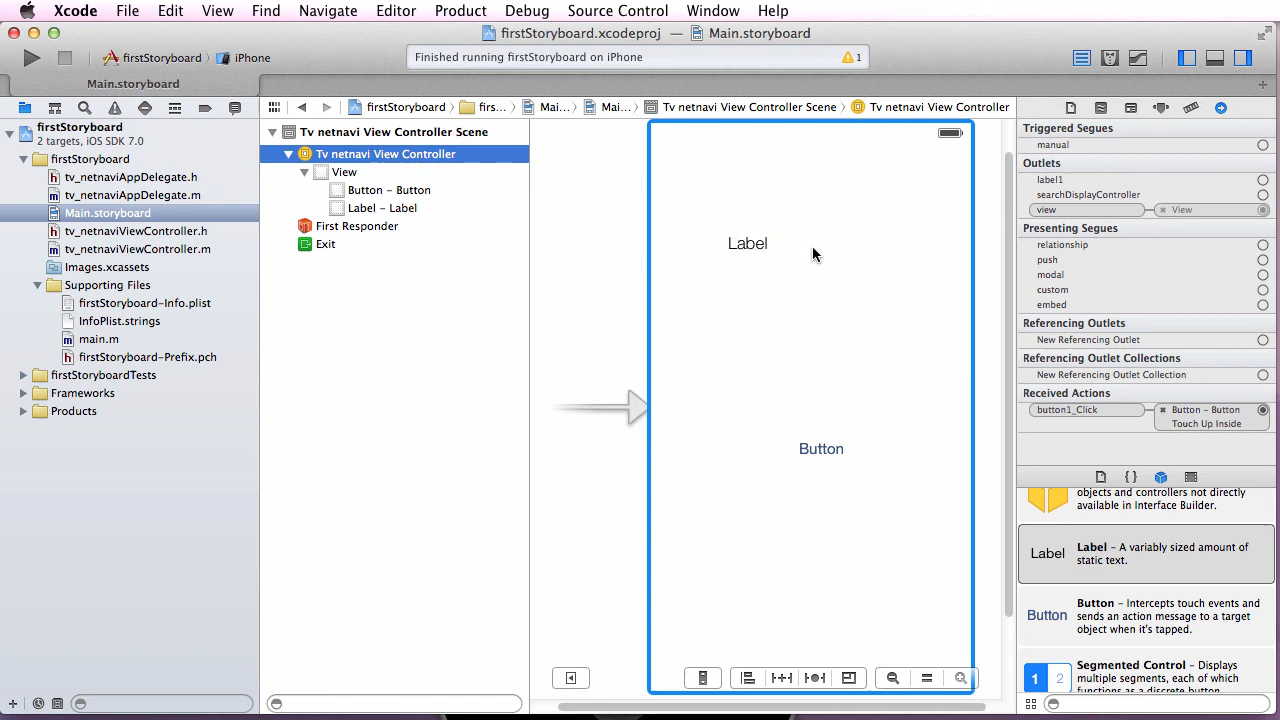 Xcode File Edit View Find Navigate Editor Product Debug Source Control Window Help
firstStoryboard.xcodeproj — Main.storyboard
firstStoryboard iPhone
Finished running firstStoryboard on iPhone 1
Main.storyboard
firstStoryboard firs... Mai... Mai... Tv netnavi View Controller Scene Tv netnavi View Controller
firstStoryboard
2 targets, iOS SDK 7.0
firstStoryboard
tv_netnaviAppDelegate.h
tv_netnaviAppDelegate.m
Main.storyboard
tv_netnaviViewController.h
tv_netnaviViewController.m
Images.xcassets
Supporting Files
firstStoryboard-Info.plist
InfoPlist.strings
main.m
firstStoryboard-Prefix.pch
firstStoryboardTests
Frameworks
Products
Tv netnavi View Controller Scene
Tv netnavi View Controller
View
Button – Button
Label – Label
First Responder
Exit
Label
Button
Triggered Segues
manual
Outlets
label1
searchDisplayController
view View
Presenting Segues
relationship
push
modal
custom
embed
Referencing Outlets
New Referencing Outlet
Referencing Outlet Collections
New Referencing Outlet Collection
Received Actions
button1_Click Button – Button
Touch Up Inside
objects and controllers not directly
available in Interface Builder.
Label Label – A variably sized amount of
static text.
Button Button – Intercepts touch events and
sends an action message to a target
object when it's tapped.
1 2 Segmented Control – Displays
multiple segments, each of which
functions as a discrete button.